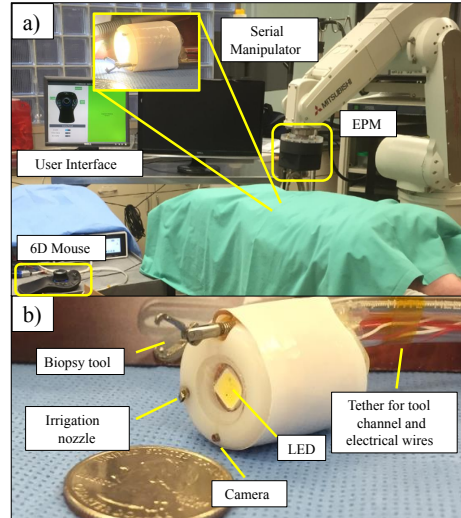 a)
Serial
Manipulator
MITSUBISHI
EPM
User Interface
6D Mouse
b)
Biopsy tool
Irrigation
nozzle
LED
Camera
Tether for tool
channel and
electrical wires